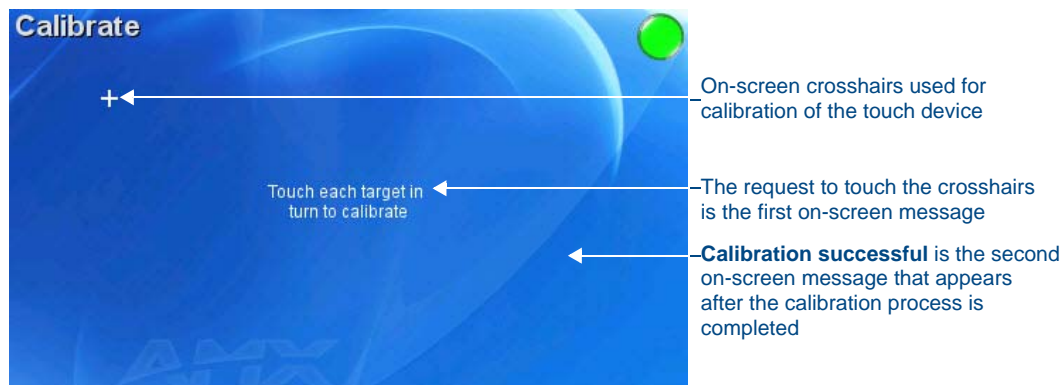 Calibrate
On-screen crosshairs used for
calibration of the touch device
Touch each target in
turn to calibrate
The request to touch the crosshairs
is the first on-screen message
Calibration successful is the second
on-screen message that appears
after the calibration process is
completed
AMX